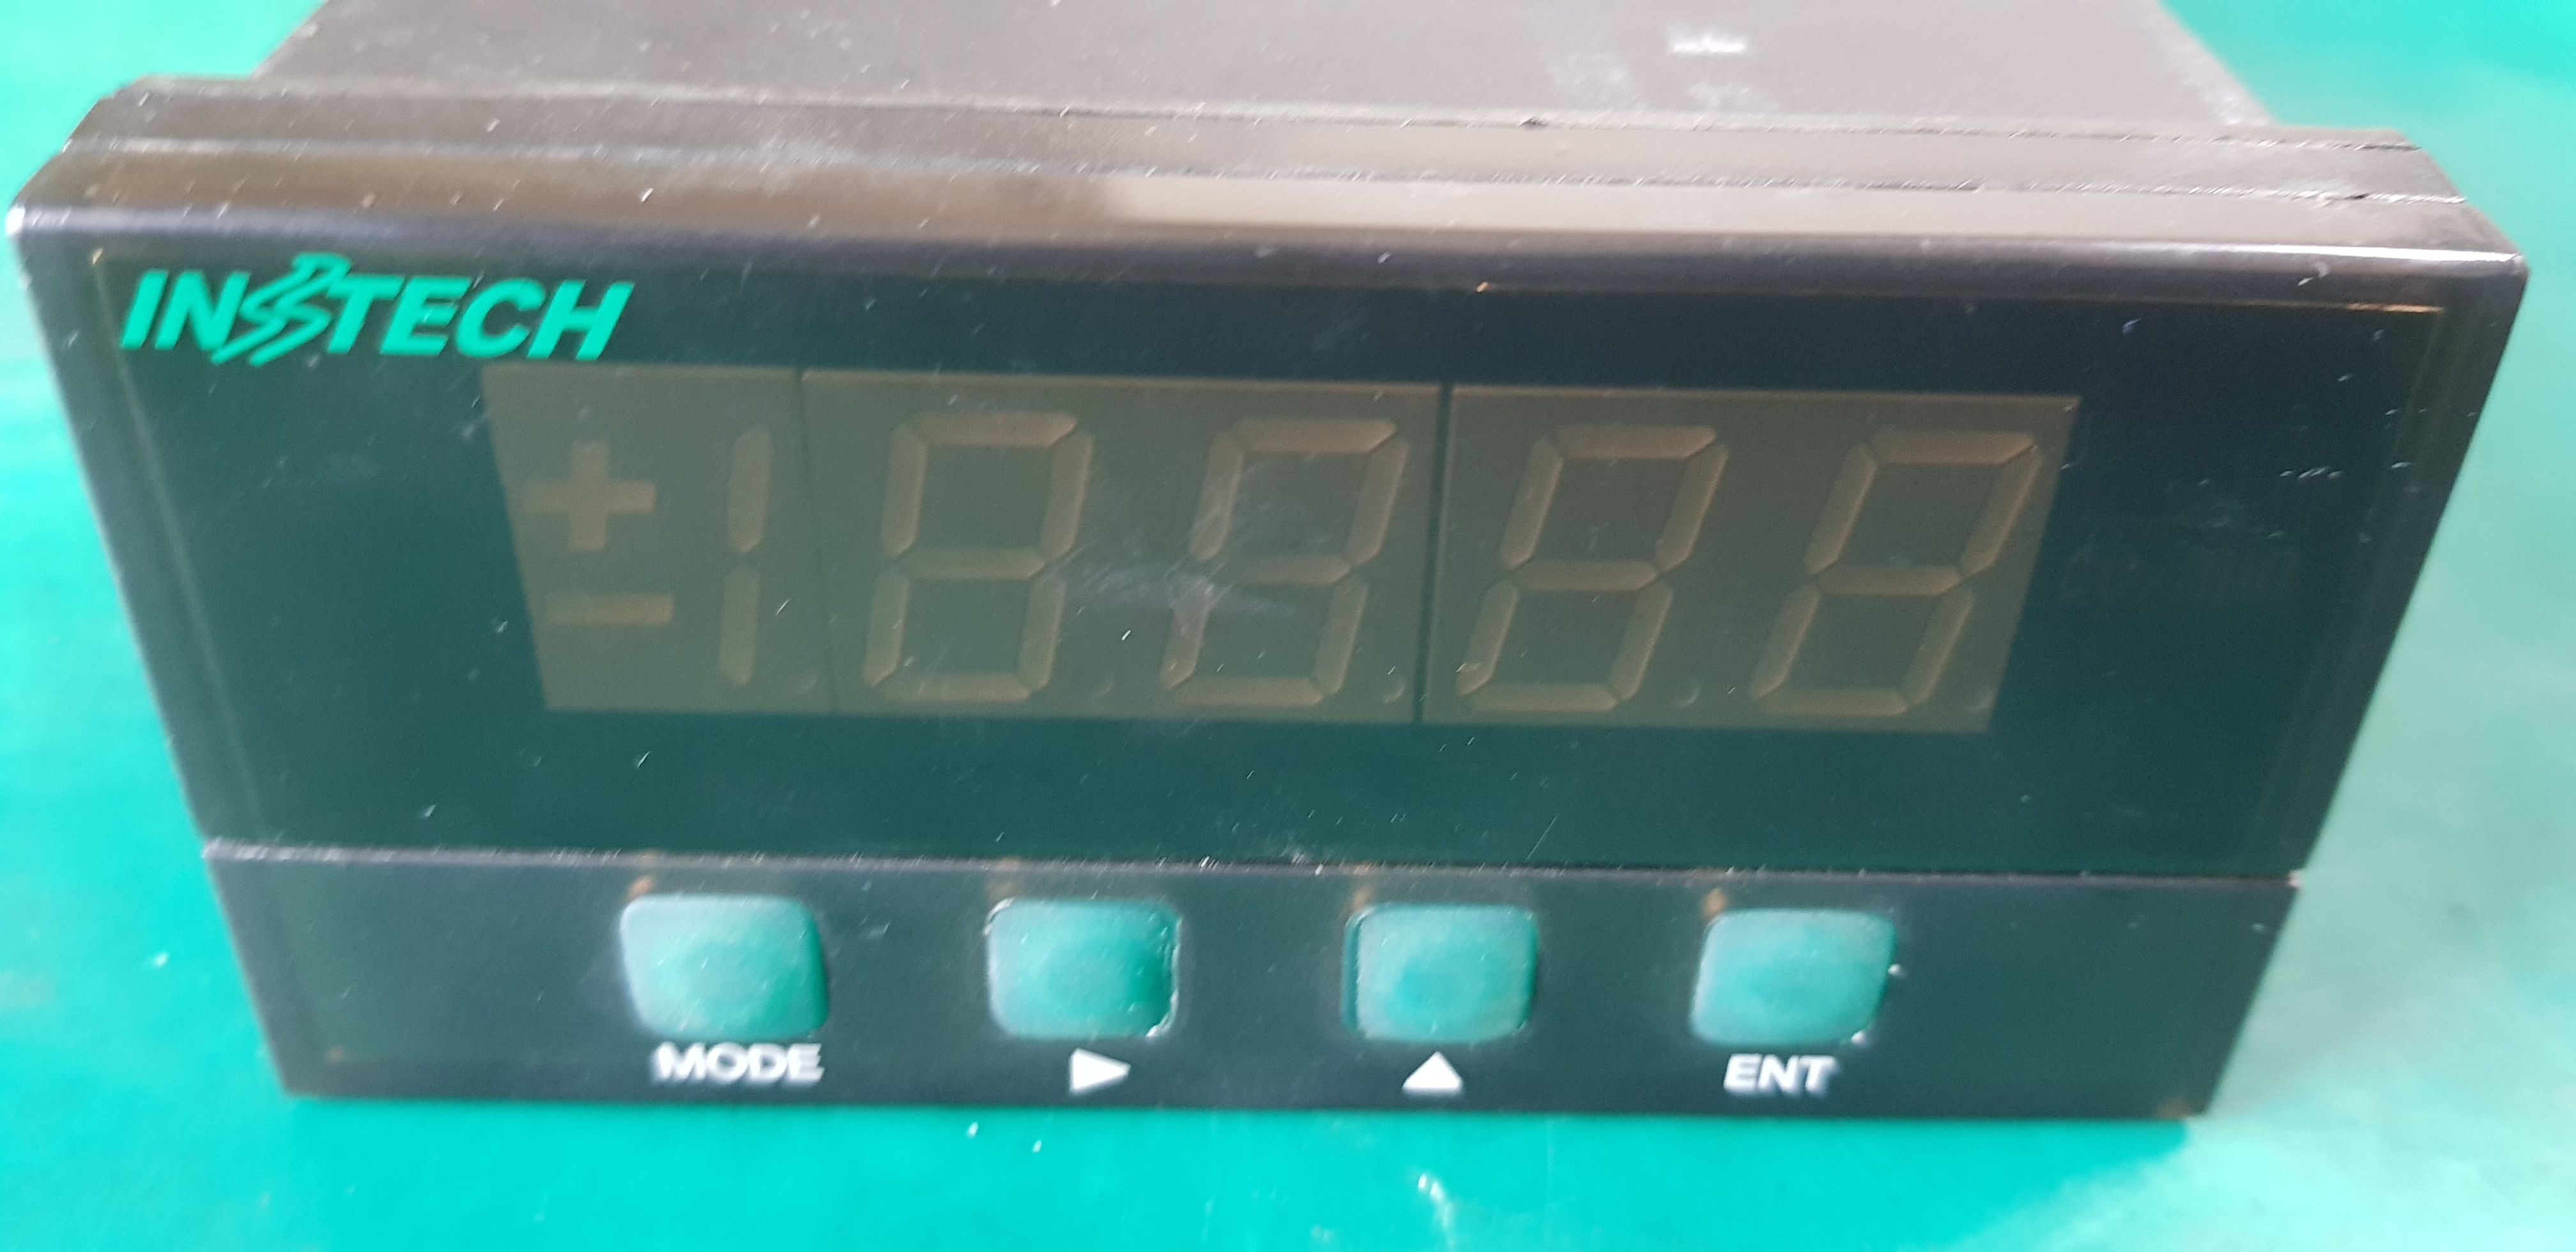 INSTECH
MODE ▶ ▲ ENT